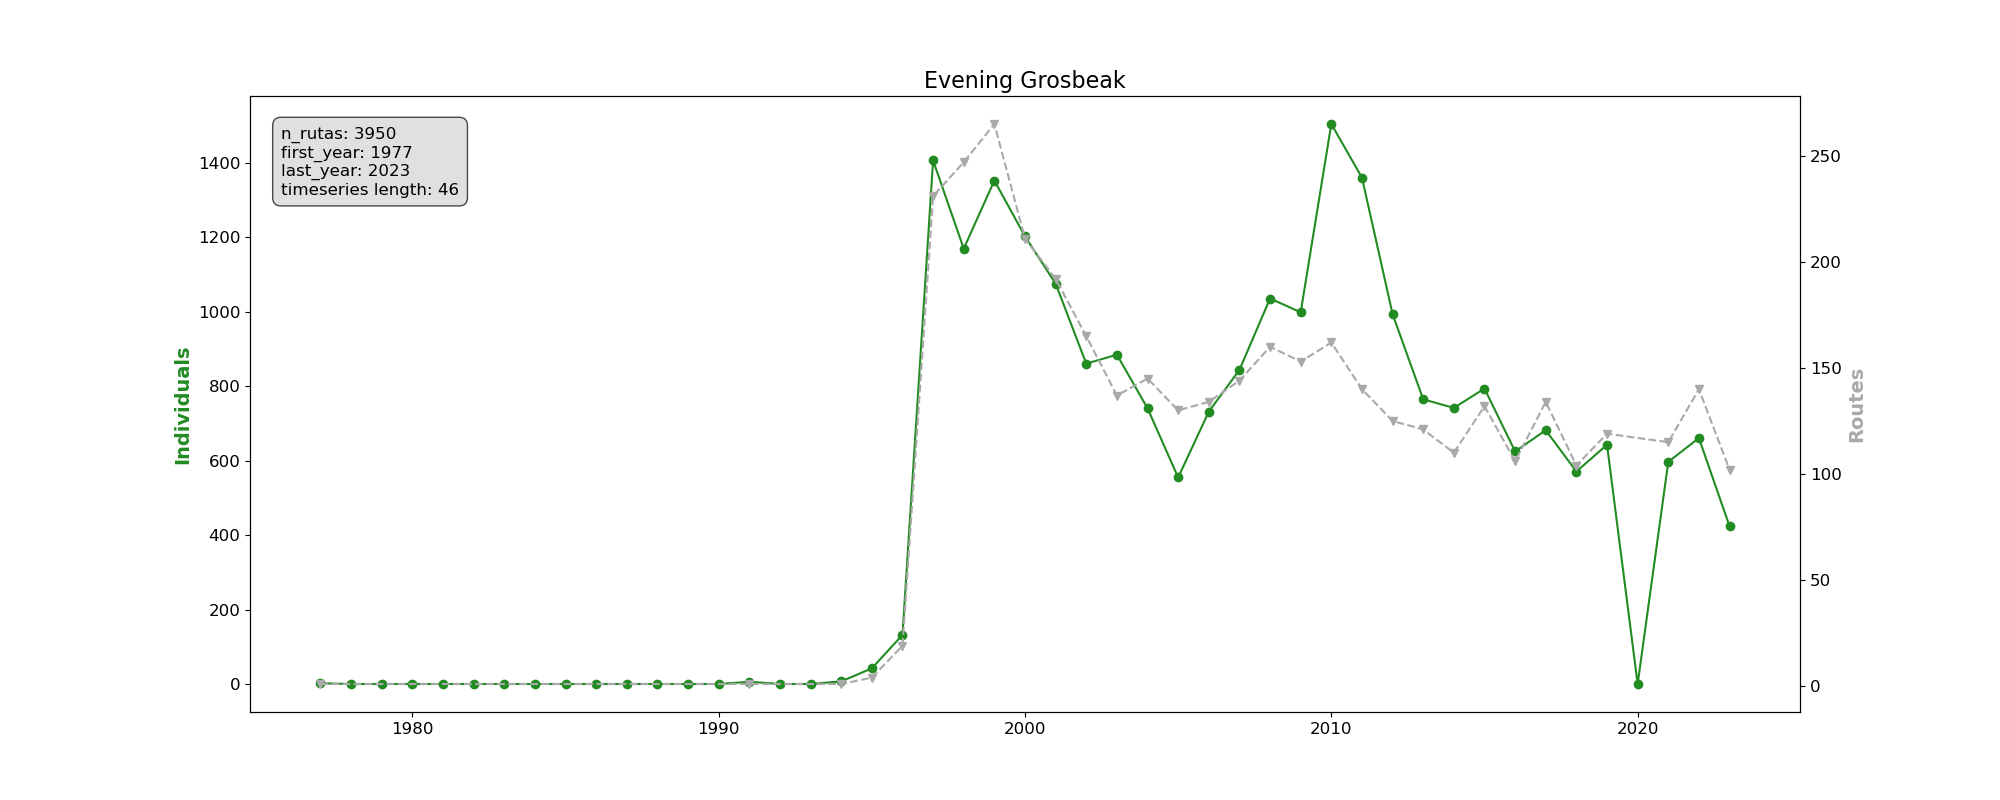 Evening Grosbeak
n_rutas: 3950
first_year: 1977
last_year: 2023
timeseries length: 46
Individuals
1400
1200
1000
800
600
400
200
0
250
200
150
100
50
0
Routes
1980 1990 2000 2010 2020